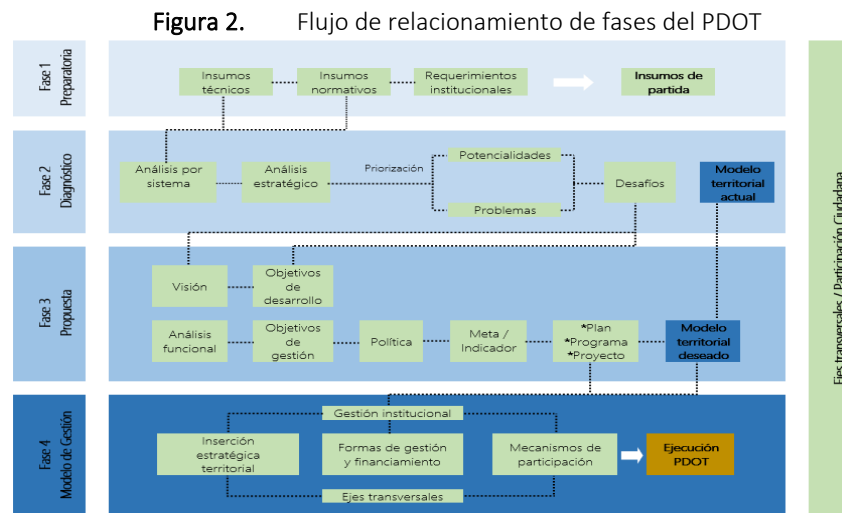 Figura 2. Flujo de relacionamiento de fases del PDOT
Fase 1
Preparatoria
Insumos
técnicos
Insumos
normativos
Requerimientos
institucionales
Insumos de
partida
Fase 2
Diagnóstico
Análisis por
sistema
Análisis
estratégico
Priorización
Potencialidades
Problemas
Desafíos
Modelo
territorial
actual
Fase 3
Propuesta
Visión
Objetivos
de
desarrollo
Análisis
funcional
Objetivos
de
gestión
Política
Meta /
Indicador
*Plan
*Programa
*Proyecto
Modelo
territorial
deseado
Fase 4
Modelo de Gestión
Gestión institucional
Inserción
estratégica
territorial
Formas de gestión
y financiamiento
Mecanismos de
participación
Ejes transversales
Ejecución
PDOT
Ejes transversales / Participación Ciudadana